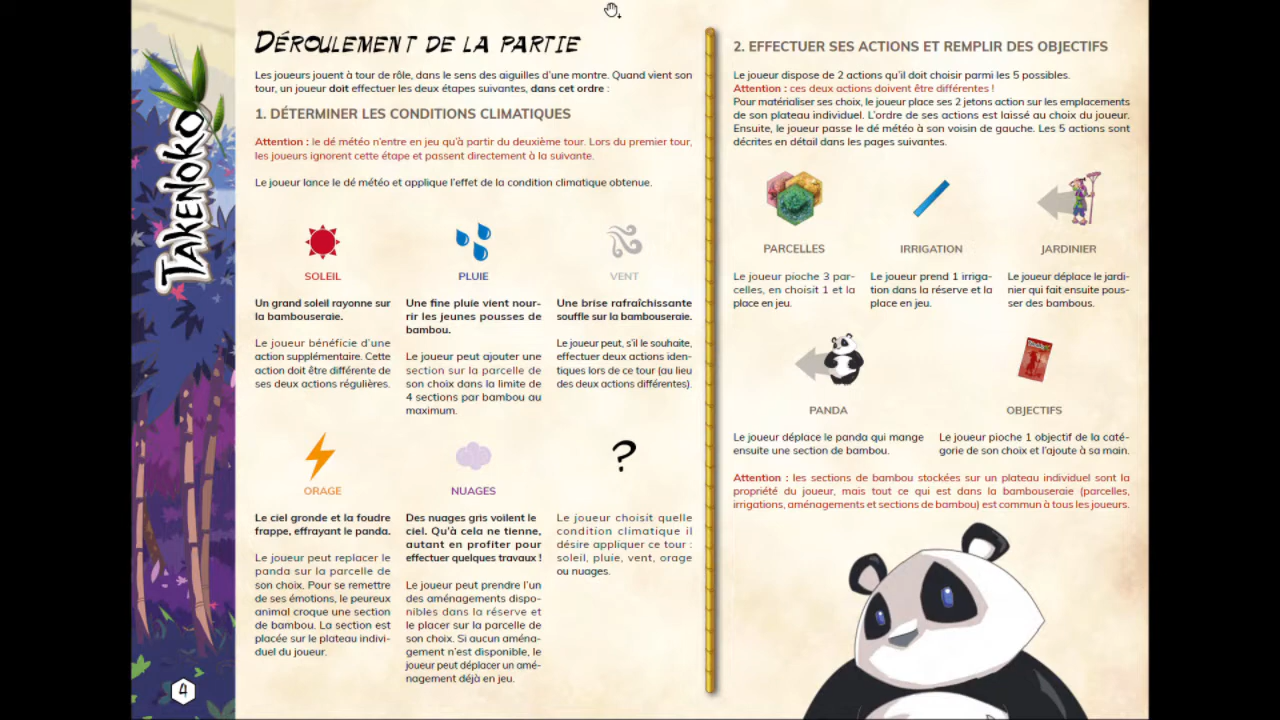 TAKENOKO
DÉROULEMENT DE LA PARTIE
Les joueurs jouent à tour de rôle, dans le sens des aiguilles d'une montre. Quand vient son
tour, un joueur doit effectuer les deux étapes suivantes, dans cet ordre :
1. DÉTERMINER LES CONDITIONS CLIMATIQUES
Attention : le dé météo n'entre en jeu qu'à partir du deuxième tour. Lors du premier tour,
les joueurs ignorent cette étape et passent directement à la suivante.
Le joueur lance le dé météo et applique l'effet de la condition climatique obtenue.
SOLEIL
Un grand soleil rayonne sur
la bambouseraie.
Le joueur bénéficie d'une
action supplémentaire. Cette
action doit être différente de
ses deux actions régulières.
PLUIE
Une fine pluie vient nour-
rir les jeunes pousses de
bambou.
Le joueur peut ajouter une
section sur la parcelle de
son choix dans la limite de
4 sections par bambou au
maximum.
VENT
Une brise rafraîchissante
souffle sur la bambouseraie.
Le joueur peut, s'il le souhaite,
effectuer deux actions iden-
tiques lors de ce tour (au lieu
des deux actions différentes).
ORAGE
Le ciel gronde et la foudre
frappe, effrayant le panda.
Le joueur peut replacer le
panda sur la parcelle de
son choix. Pour se remettre
de ses émotions, le peureux
animal croque une section
de bambou. La section est
placée sur le plateau indivi-
duel du joueur.
NUAGES
Des nuages gris voilent le
ciel. Qu'à cela ne tienne,
autant en profiter pour
effectuer quelques travaux !
Le joueur peut prendre l'un
des aménagements dispo-
nibles dans la réserve et
le placer sur la parcelle de
son choix. Si aucun aména-
gement n'est disponible, le
joueur peut déplacer un amé-
nagement déjà en jeu.
?
Le joueur choisit quelle
condition climatique il
désire appliquer ce tour :
soleil, pluie, vent, orage
ou nuages.
4
2. EFFECTUER SES ACTIONS ET REMPLIR DES OBJECTIFS
Le joueur dispose de 2 actions qu'il doit choisir parmi les 5 possibles.
Attention : ces deux actions doivent être différentes !
Pour matérialiser ses choix, le joueur place ses 2 jetons action sur les emplacements
de son plateau individuel. L'ordre de ses actions est laissé au choix du joueur.
Ensuite, le joueur passe le dé météo à son voisin de gauche. Les 5 actions sont
décrites en détail dans les pages suivantes.
PARCELLES
Le joueur pioche 3 par-
celles, en choisit 1 et la
place en jeu.
IRRIGATION
Le joueur prend 1 irriga-
tion dans la réserve et la
place en jeu.
JARDINIER
Le joueur déplace le jardi-
nier qui fait ensuite pous-
ser des bambous.
PANDA
Le joueur déplace le panda qui mange
ensuite une section de bambou.
OBJECTIFS
Le joueur pioche 1 objectif de la caté-
gorie de son choix et l'ajoute à sa main.
Attention : les sections de bambou stockées sur un plateau individuel sont la
propriété du joueur, mais tout ce qui est dans la bambouseraie (parcelles,
irrigations, aménagements et sections de bambou) est commun à tous les joueurs.